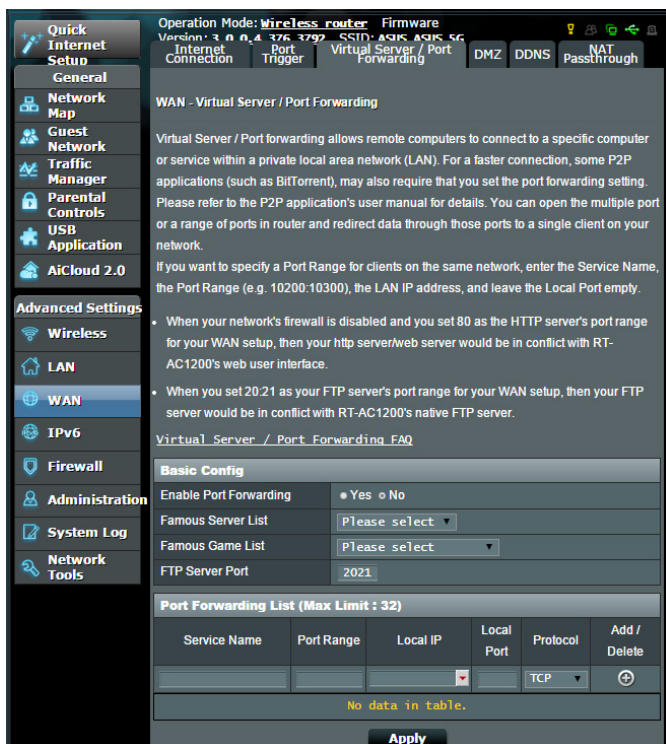 Quick
Internet
Setup
General
Network
Map
Guest
Network
Traffic
Manager
Parental
Controls
USB
Application
AiCloud 2.0
Advanced Settings
Wireless
LAN
WAN
IPv6
Firewall
Administration
System Log
Network
Tools
Operation Mode: Wireless router Firmware
Version: 3.0.0.4.376.3792 SSID: ASUS ASUS_5G
Internet Connection
Port Trigger
Virtual Server / Port Forwarding
DMZ
DDNS
NAT Passthrough
WAN - Virtual Server / Port Forwarding
Virtual Server / Port forwarding allows remote computers to connect to a specific computer
or service within a private local area network (LAN). For a faster connection, some P2P
applications (such as BitTorrent), may also require that you set the port forwarding setting.
Please refer to the P2P application's user manual for details. You can open the multiple port
or a range of ports in router and redirect data through those ports to a single client on your
network.
If you want to specify a Port Range for clients on the same network, enter the Service Name,
the Port Range (e.g. 10200:10300), the LAN IP address, and leave the Local Port empty.
• When your network's firewall is disabled and you set 80 as the HTTP server's port range
for your WAN setup, then your http server/web server would be in conflict with RT-
AC1200's web user interface.
• When you set 20:21 as your FTP server's port range for your WAN setup, then your FTP
server would be in conflict with RT-AC1200's native FTP server.
Virtual Server / Port Forwarding FAQ
Basic Config
Enable Port Forwarding Yes No
Famous Server List Please select
Famous Game List Please select
FTP Server Port 2021
Port Forwarding List (Max Limit : 32)
Service Name Port Range Local IP Local Port Protocol Add / Delete
TCP
No data in table.
Apply